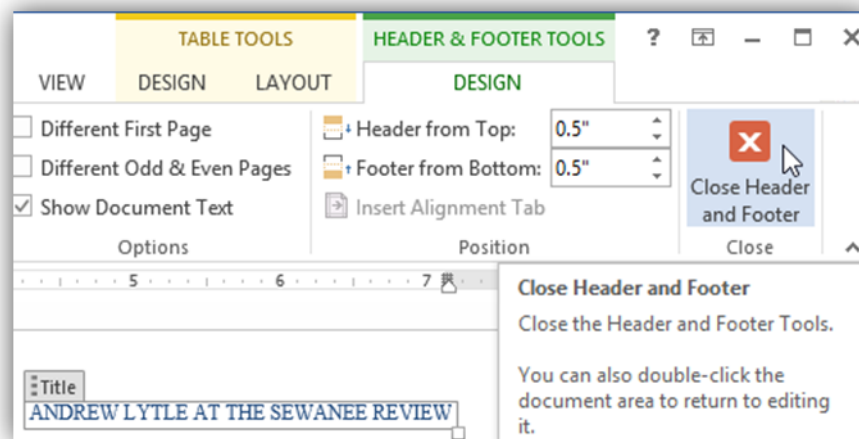 TABLE TOOLS HEADER & FOOTER TOOLS ?
VIEW DESIGN LAYOUT DESIGN
Different First Page
Different Odd & Even Pages
Show Document Text
Options
Header from Top: 0.5"
Footer from Bottom: 0.5"
Insert Alignment Tab
Position
Close Header
and Footer
Close
5 6 7
Close Header and Footer
Close the Header and Footer Tools.
You can also double-click the
document area to return to editing
it.
Title
ANDREW LYTLE AT THE SEWANEE REVIEW